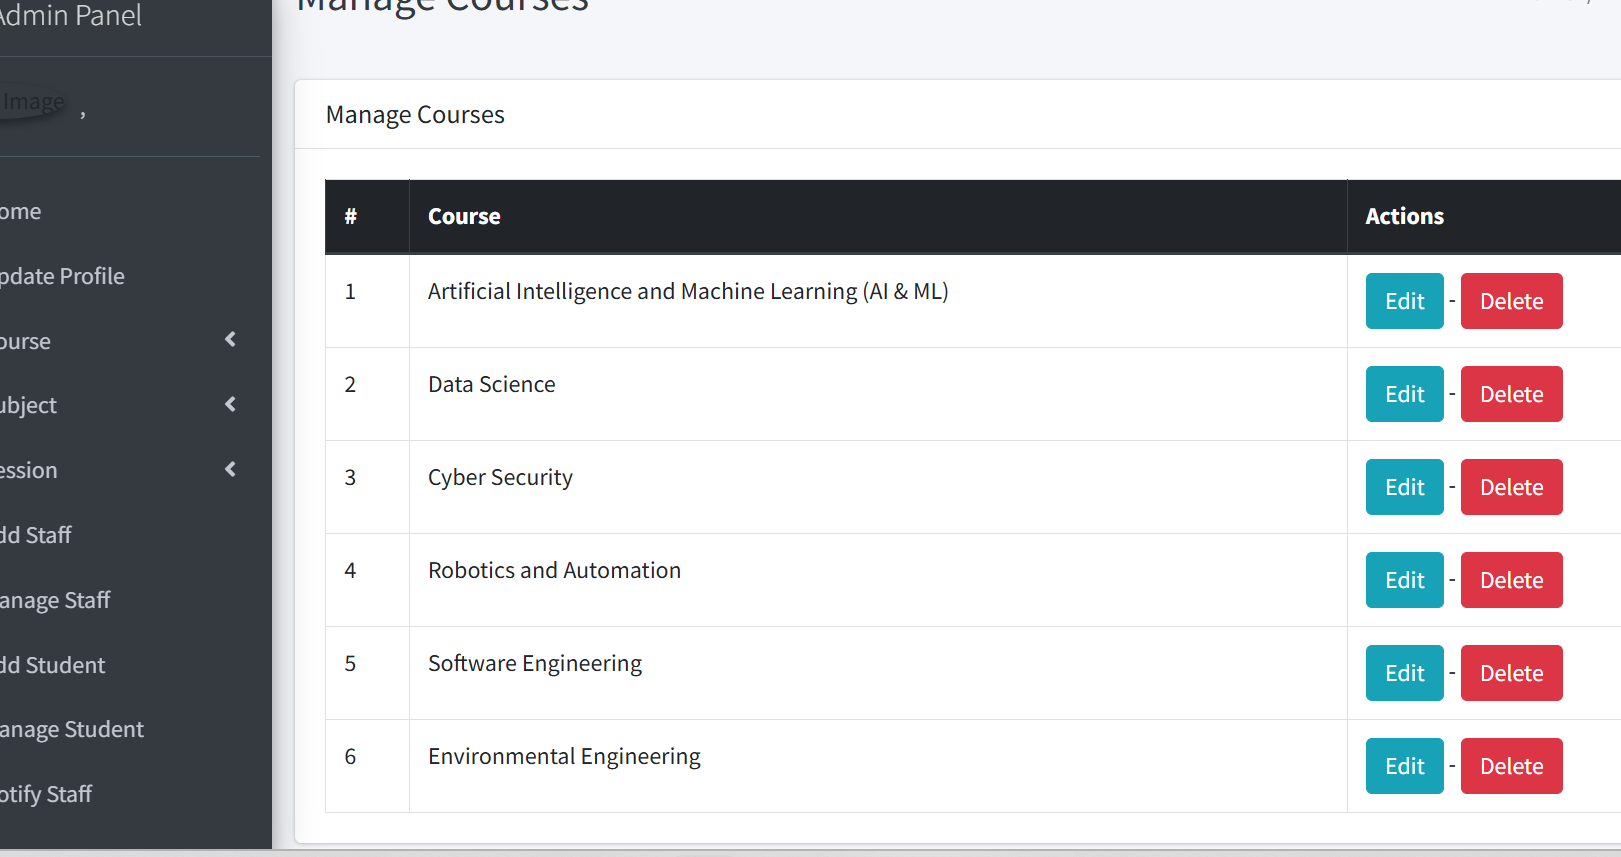 Admin Panel
Image
,
ome
pdate Profile
ourse
ubject
ession
dd Staff
anage Staff
dd Student
anage Student
otify Staff
Manage Courses
Manage Courses
# Course Actions
1 Artificial Intelligence and Machine Learning (AI & ML) Edit - Delete
2 Data Science Edit - Delete
3 Cyber Security Edit - Delete
4 Robotics and Automation Edit - Delete
5 Software Engineering Edit - Delete
6 Environmental Engineering Edit - Delete